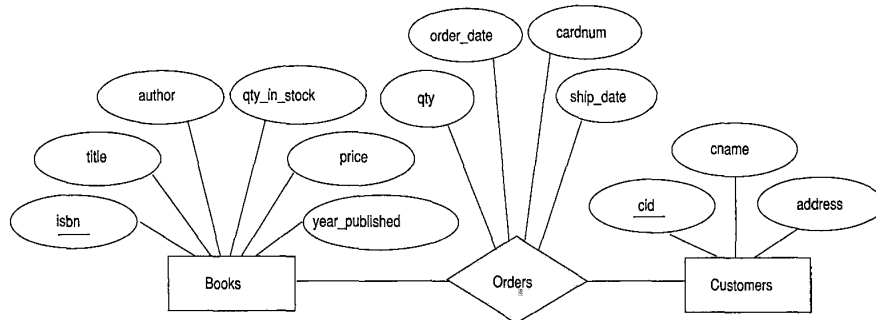 order_date
cardnum
author
qty_in_stock
qty
ship_date
title
price
cname
isbn
year_published
cid
address
Books
Orders
Customers